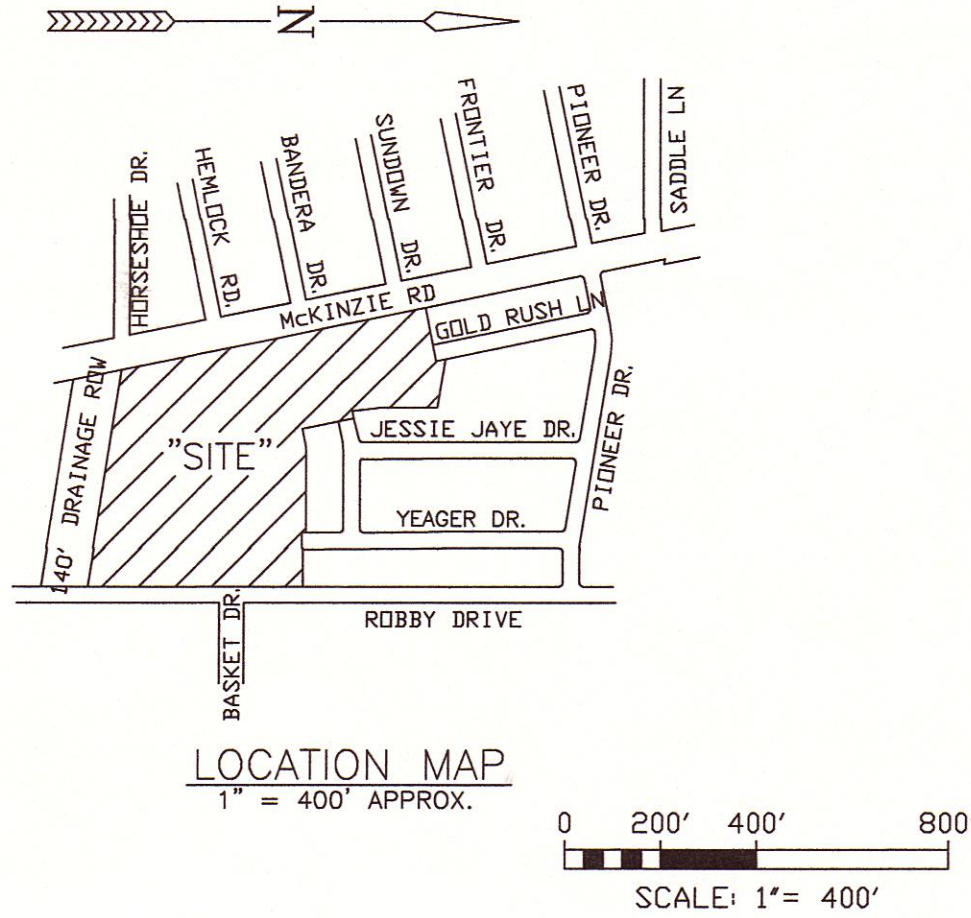 N
HORSESHOE DR.
HEMLOCK RD.
BANDERA DR.
SUNDOWN DR.
FRONTIER DR.
PIONEER DR.
SADDLE LN
McKINZIE RD
GOLD RUSH LN
140' DRAINAGE ROW
"SITE"
JESSIE JAYE DR.
PIONEER DR.
YEAGER DR.
BASKET DR.
ROBBY DRIVE
LOCATION MAP
1" = 400' APPROX.
0 200' 400' 800
SCALE: 1"= 400'